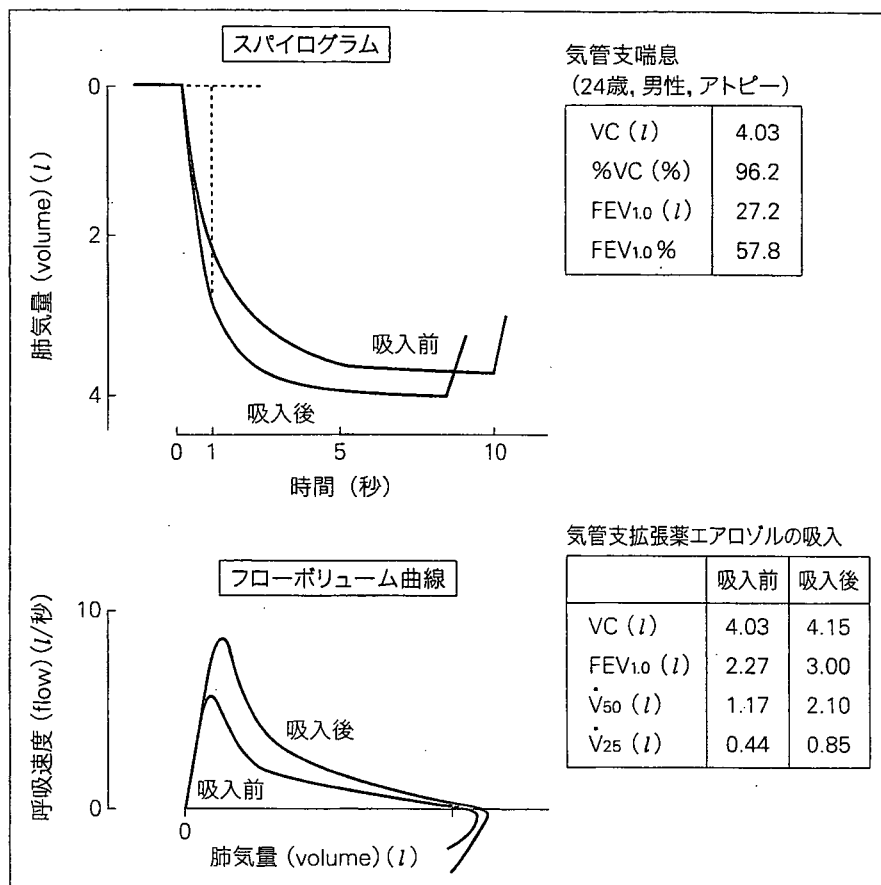 スパイログラム
0
2
4
肺気量 (volume) (l)
吸入前
吸入後
0 1 5 10
時間 (秒)
気管支喘息
(24歳, 男性, アトピー)
VC (l) 4.03
%VC (%) 96.2
FEV1.0 (l) 27.2
FEV1.0 % 57.8
フローボリューム曲線
10
0
呼吸速度 (flow) (l/秒)
吸入後
吸入前
0
肺気量 (volume) (l)
気管支拡張薬エアロゾルの吸入
吸入前 吸入後
VC (l) 4.03 4.15
FEV1.0 (l) 2.27 3.00
V̇50 (l) 1.17 2.10
V̇25 (l) 0.44 0.85